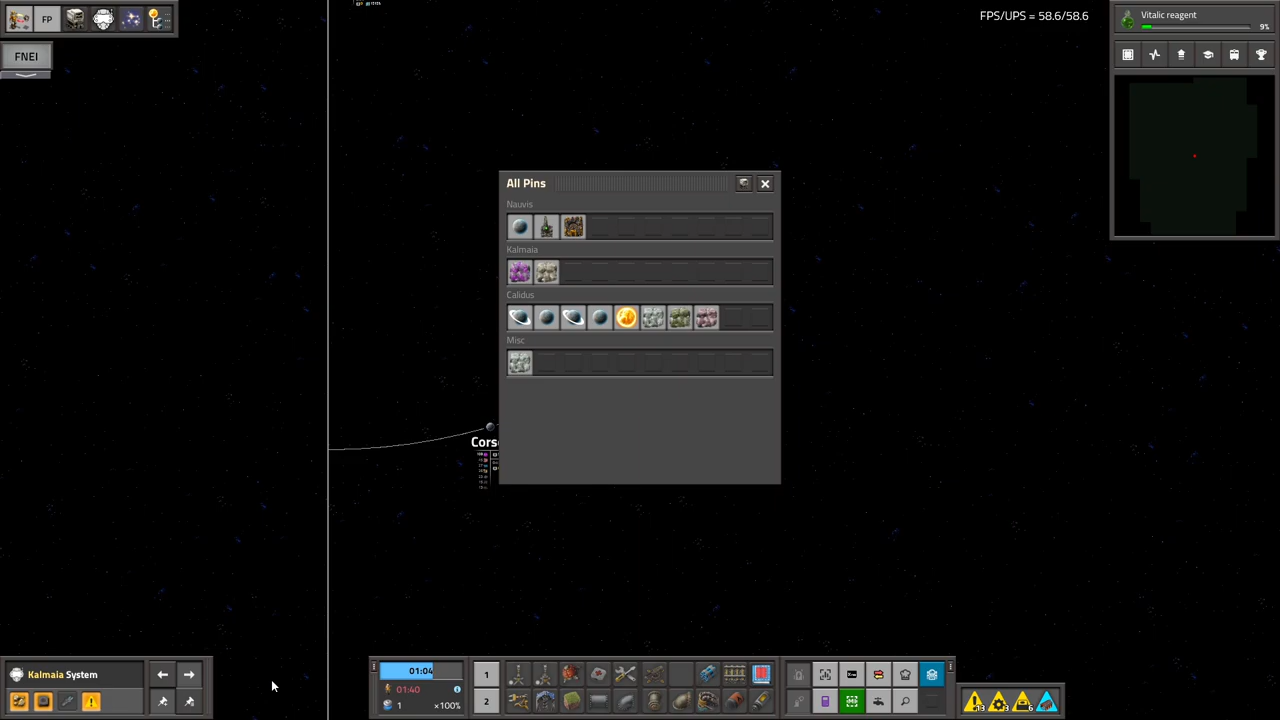 FP
FPS/UPS = 58.6/58.6
Vitalic reagent
9%
FNEI
All Pins
Nauvis
Kalmaia
Calidus
Misc
Cors
Kalmaia System
01:04
01:40
1 ×100%
1
2